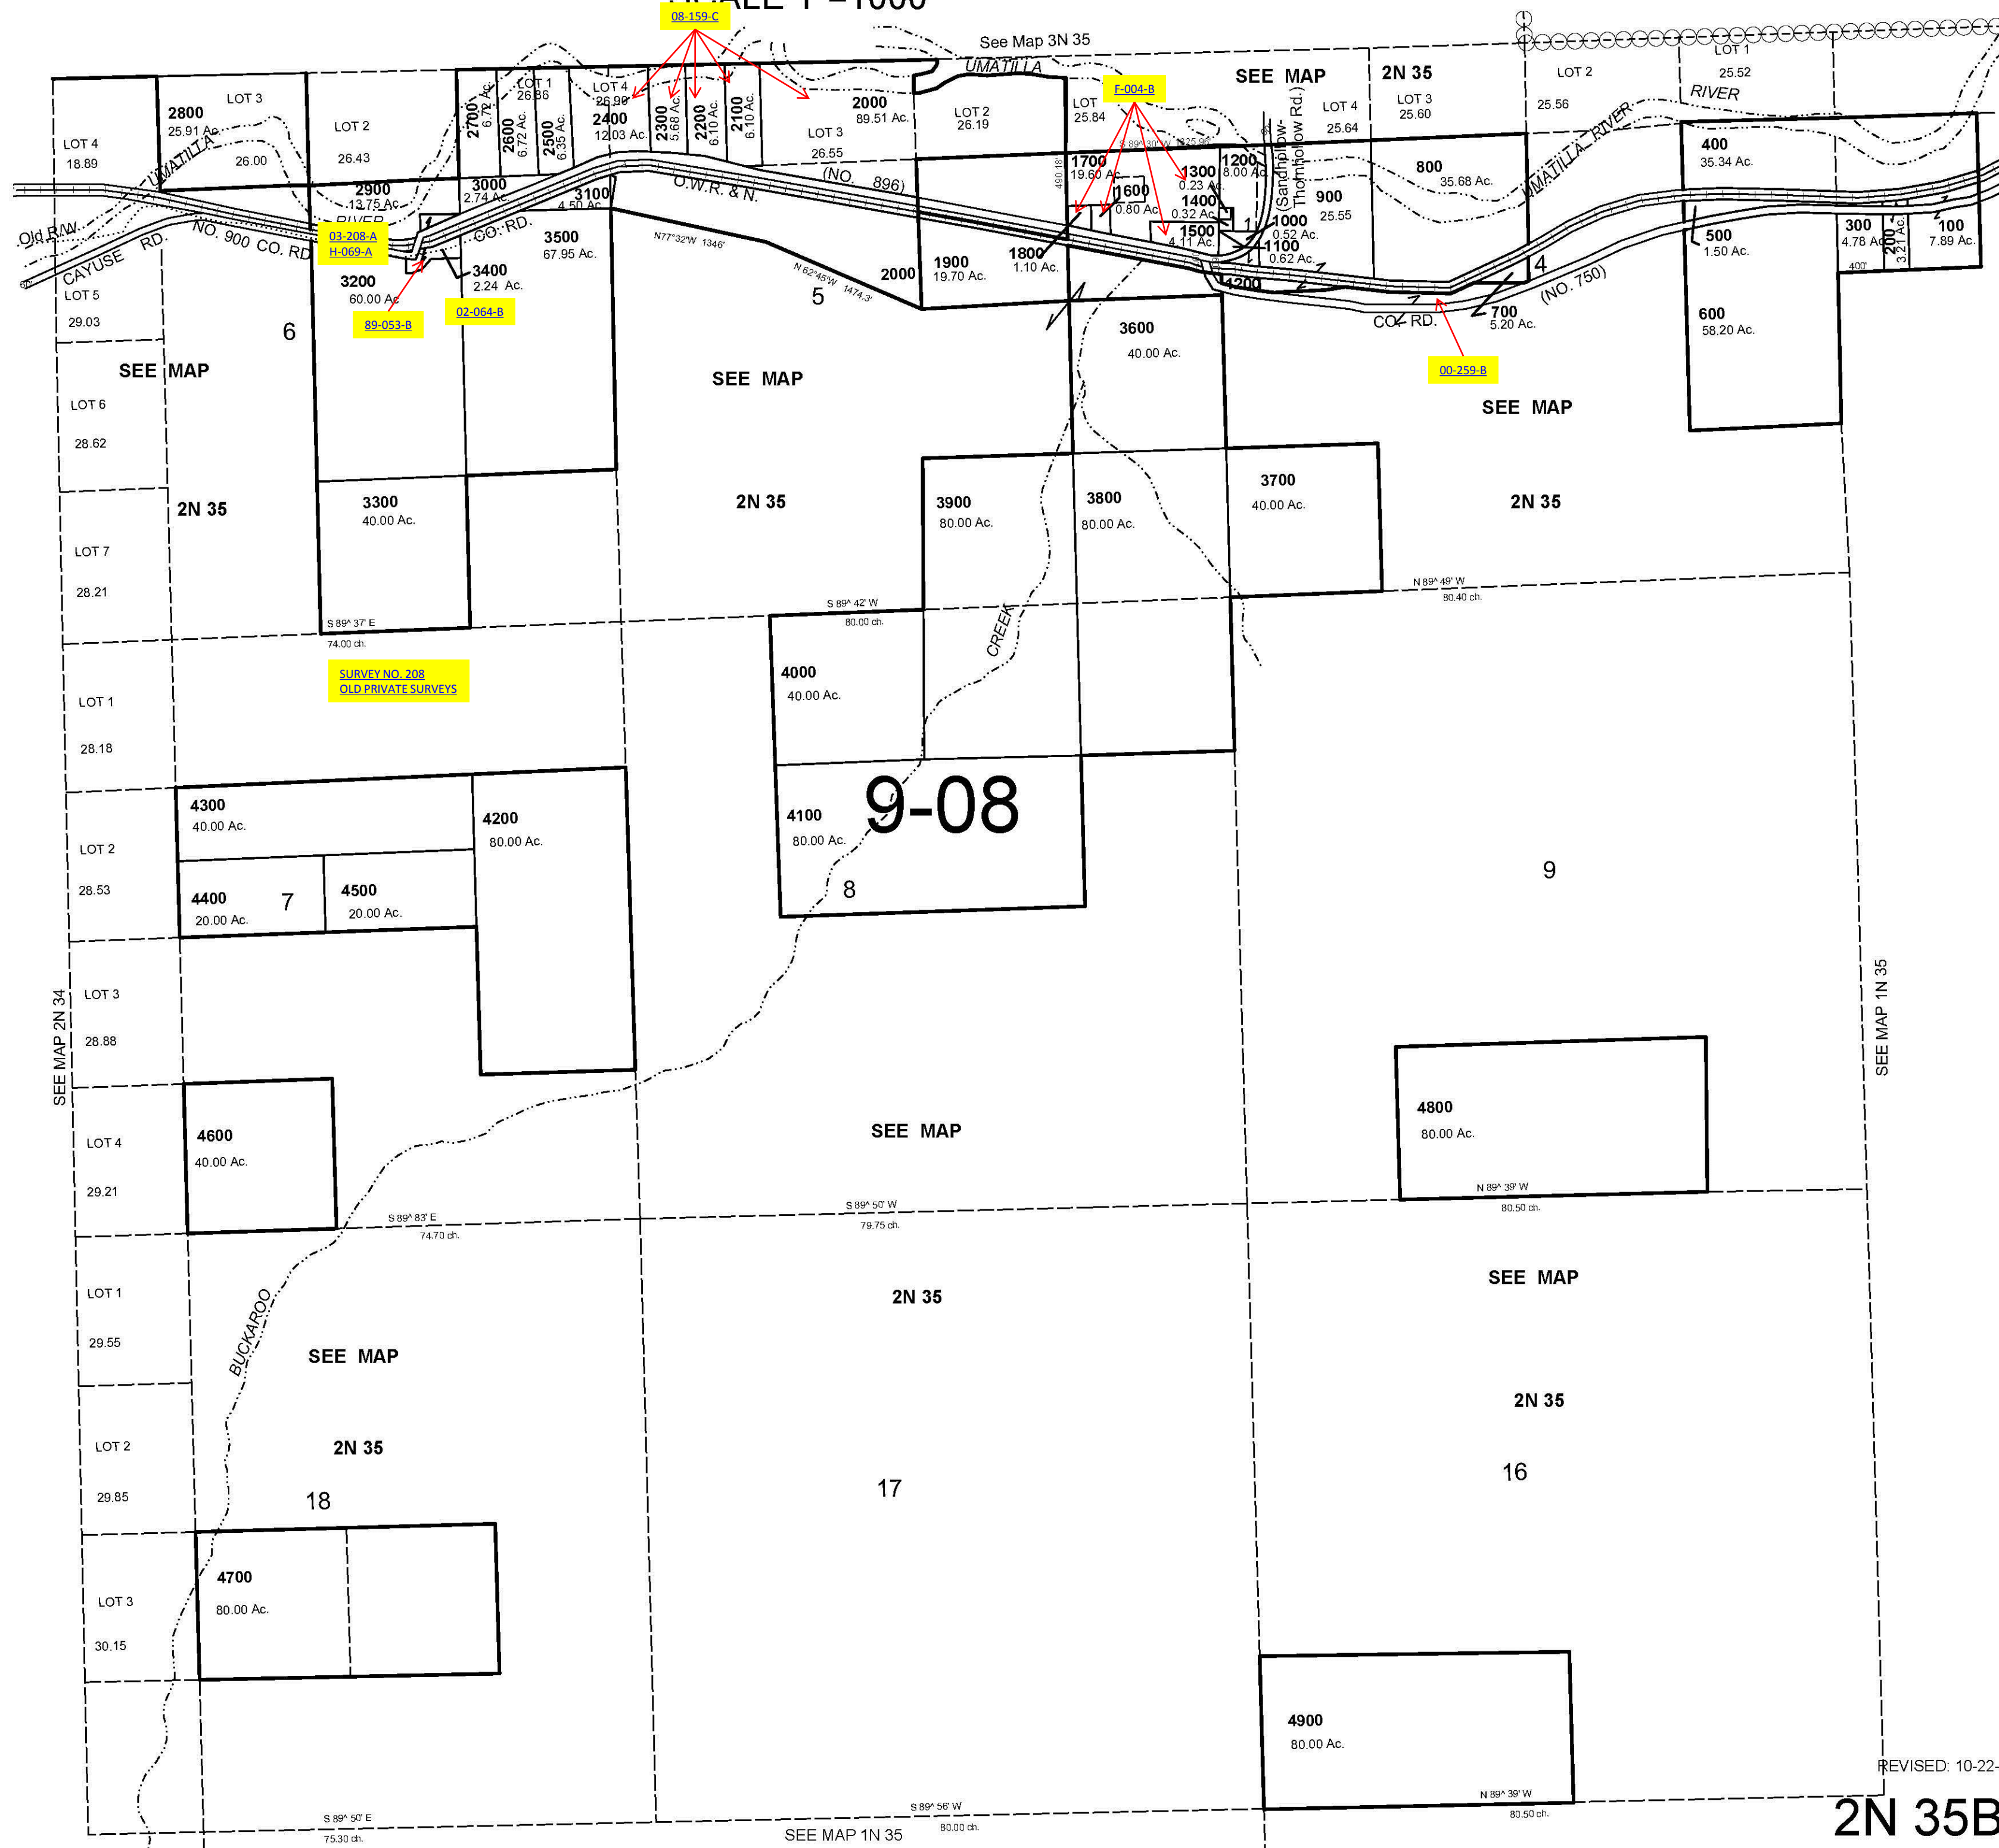 SCALE 1"=1000'
08-159-C
See Map 3N 35
UMATILLA
F-004-B
SEE MAP
2N 35
LOT 1
25.52
LOT 2
25.56
RIVER
LOT 3
25.60
LOT 4
25.64
LOT
25.84
LOT 2
26.19
2000
89.51 Ac.
LOT 3
26.55
2100
6.10 Ac.
2200
6.10 Ac.
2300
5.68 Ac.
LOT 4
26.90
2400
12.03 Ac.
LOT 1
26.86
2500
6.35 Ac.
2600
6.72 Ac.
2700
6.72 Ac.
LOT 2
26.43
LOT 3
26.00
2800
25.91 Ac.
LOT 4
18.89
UMATILLA
2900
13.75 Ac.
RIVER
3000
2.74 Ac.
3100
4.50 Ac.
O.W.R. & N.
(NO. 896)
490.18'
1700
19.60 Ac.
1600
0.80 Ac.
1300
0.23 Ac.
1400
0.32 Ac.
1500
4.11 Ac.
1200
8.00 Ac.
(Sandhollow-
Thornhollow Rd.)
1000
0.52 Ac.
1100
0.62 Ac.
1200
900
25.55
800
35.68 Ac.
UMATILLA RIVER
400
35.34 Ac.
300
4.78 Ac.
200
3.21 Ac.
100
7.89 Ac.
400'
500
1.50 Ac.
600
58.20 Ac.
4
(NO. 750)
700
5.20 Ac.
CO. RD.
00-259-B
Old R/W
CAYUSE RD.
NO. 900 CO. RD
60'
03-208-A
H-069-A
CO. RD.
3200
60.00 Ac
3400
2.24 Ac.
89-053-B
02-064-B
3500
67.95 Ac.
N77°32'W 1346'
N 62°45'W 1474.3'
5
2000
1900
19.70 Ac.
1800
1.10 Ac.
3600
40.00 Ac.
LOT 5
29.03
6
SEE MAP
SEE MAP
SEE MAP
LOT 6
28.62
2N 35
3300
40.00 Ac.
2N 35
3900
80.00 Ac.
3800
80.00 Ac.
3700
40.00 Ac.
2N 35
LOT 7
28.21
S 89^ 37' E
74.00 ch.
S 89^ 42' W
80.00 ch.
N 89^ 49' W
80.40 ch.
CREEK
SURVEY NO. 208
OLD PRIVATE SURVEYS
LOT 1
28.18
4000
40.00 Ac.
4100
80.00 Ac.
9-08
8
9
4300
40.00 Ac.
4200
80.00 Ac.
LOT 2
28.53
4400
20.00 Ac.
7
4500
20.00 Ac.
SEE MAP 2N 34
SEE MAP 1N 35
LOT 3
28.88
4600
40.00 Ac.
LOT 4
29.21
SEE MAP
4800
80.00 Ac.
S 89^ 83' E
74.70 ch.
S 89^ 50' W
79.75 ch.
N 89^ 39' W
80.50 ch.
LOT 1
29.55
BUCKAROO
SEE MAP
2N 35
SEE MAP
2N 35
LOT 2
29.85
2N 35
18
17
16
4700
80.00 Ac.
LOT 3
30.15
4900
80.00 Ac.
REVISED: 10-22-
S 89^ 50' E
75.30 ch.
S 89^ 56' W
80.00 ch.
N 89^ 39' W
80.50 ch.
SEE MAP 1N 35
2N 35B